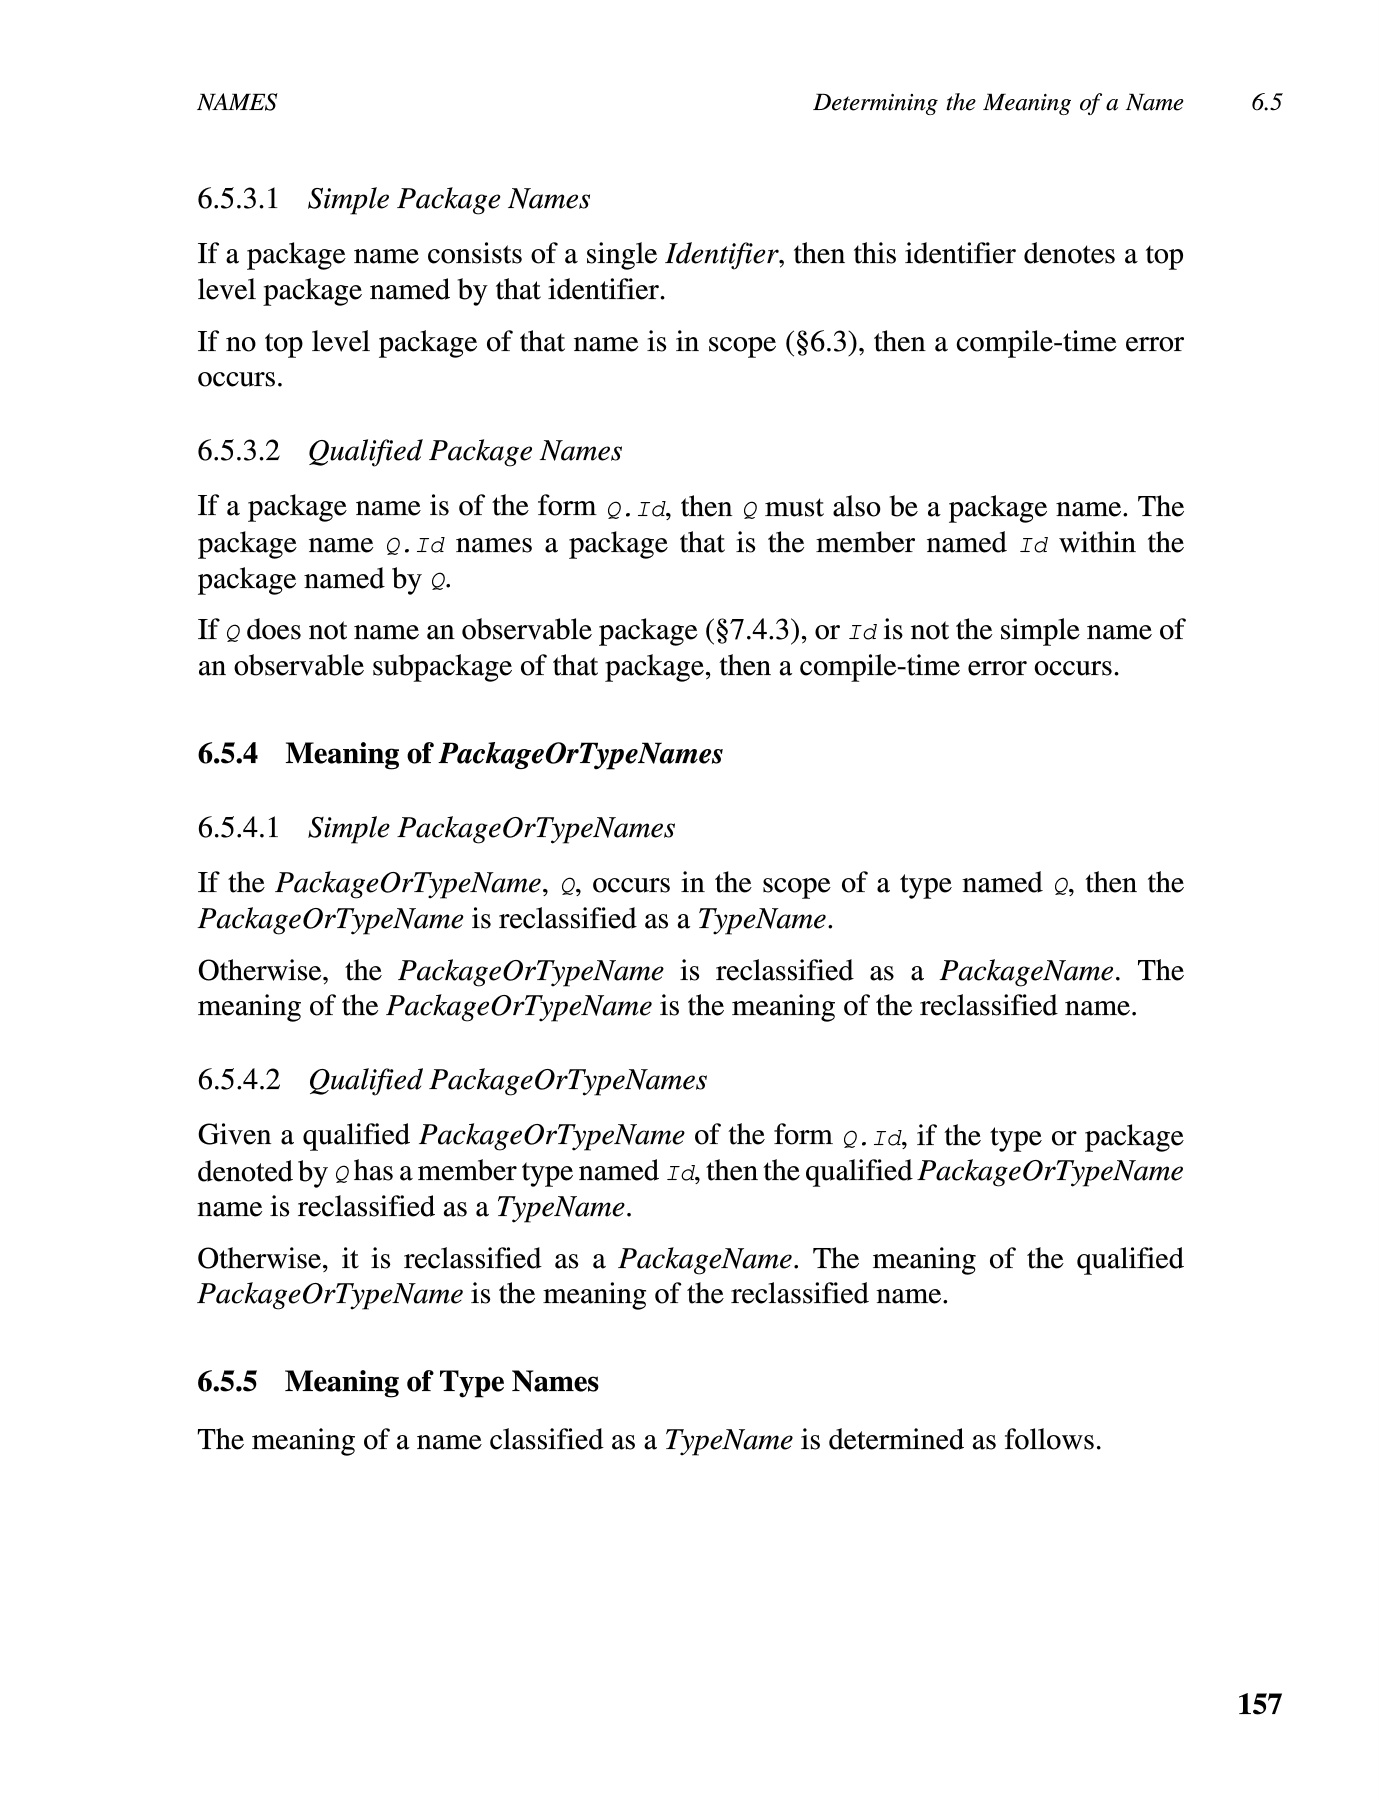 NAMES Determining the Meaning of a Name 6.5
6.5.3.1 Simple Package Names
If a package name consists of a single Identifier, then this identifier denotes a top
level package named by that identifier.
If no top level package of that name is in scope (§6.3), then a compile-time error
occurs.
6.5.3.2 Qualified Package Names
If a package name is of the form Q.Id, then Q must also be a package name. The
package name Q.Id names a package that is the member named Id within the
package named by Q.
If Q does not name an observable package (§7.4.3), or Id is not the simple name of
an observable subpackage of that package, then a compile-time error occurs.
6.5.4 Meaning of PackageOrTypeNames
6.5.4.1 Simple PackageOrTypeNames
If the PackageOrTypeName, Q, occurs in the scope of a type named Q, then the
PackageOrTypeName is reclassified as a TypeName.
Otherwise, the PackageOrTypeName is reclassified as a PackageName. The
meaning of the PackageOrTypeName is the meaning of the reclassified name.
6.5.4.2 Qualified PackageOrTypeNames
Given a qualified PackageOrTypeName of the form Q.Id, if the type or package
denoted by Q has a member type named Id, then the qualified PackageOrTypeName
name is reclassified as a TypeName.
Otherwise, it is reclassified as a PackageName. The meaning of the qualified
PackageOrTypeName is the meaning of the reclassified name.
6.5.5 Meaning of Type Names
The meaning of a name classified as a TypeName is determined as follows.
157